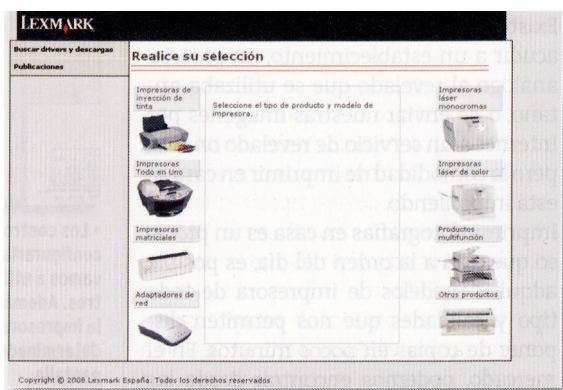 LEXMARK
Buscar drivers y descargas
Publicaciones
Realice su selección
Impresoras de
inyección de
tinta
Seleccione el tipo de producto y modelo de
impresora.
Impresoras
láser
monocromas
Impresoras
Todo en Uno
Impresoras
láser de color
Impresoras
matriciales
Productos
multifunción
Adaptadores de
red
Otros productos
Copyright © 2008 Lexmark España. Todos los derechos reservados